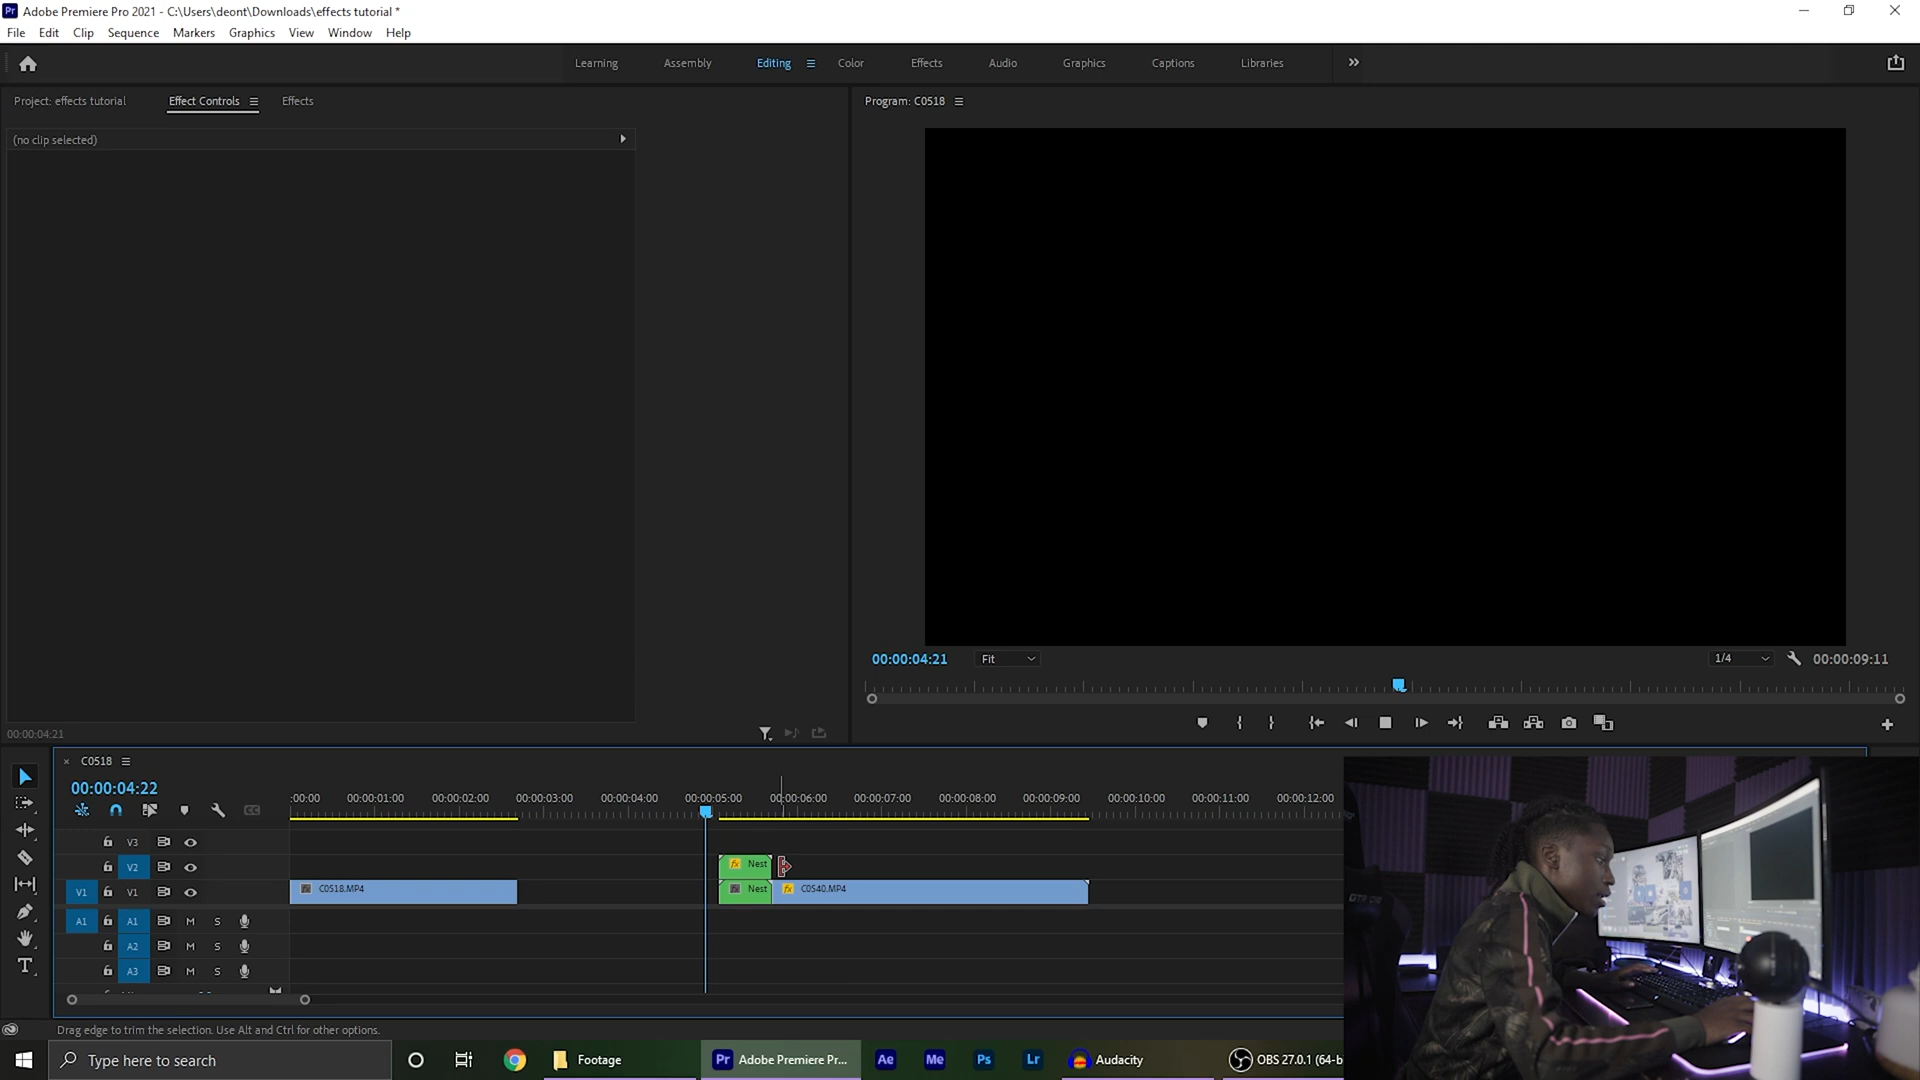 Pr Adobe Premiere Pro 2021 - C:\Users\deont\Downloads\effects tutorial *
File Edit Clip Sequence Markers Graphics View Window Help
Learning Assembly Editing Color Effects Audio Graphics Captions Libraries
Project: effects tutorial Effect Controls Effects
Program: C0518
(no clip selected)
00:00:04:21 Fit 1/4 00:00:09:11
00:00:04:21
C0518
00:00:04:22
:00:00 00:00:01:00 00:00:02:00 00:00:03:00 00:00:04:00 00:00:05:00 00:00:06:00 00:00:07:00 00:00:08:00 00:00:09:00 00:00:10:00 00:00:11:00 00:00:12:00
V3
V2 fx Nest
V1 V1 fx C0518.MP4 fx Nest fx C0540.MP4
A1 A1 M S
A2 M S
A3 M S
Drag edge to trim the selection. Use Alt and Ctrl for other options.
Type here to search Footage Pr Adobe Premiere Pr... Ae Me Ps Lr Audacity OBS 27.0.1 (64-b